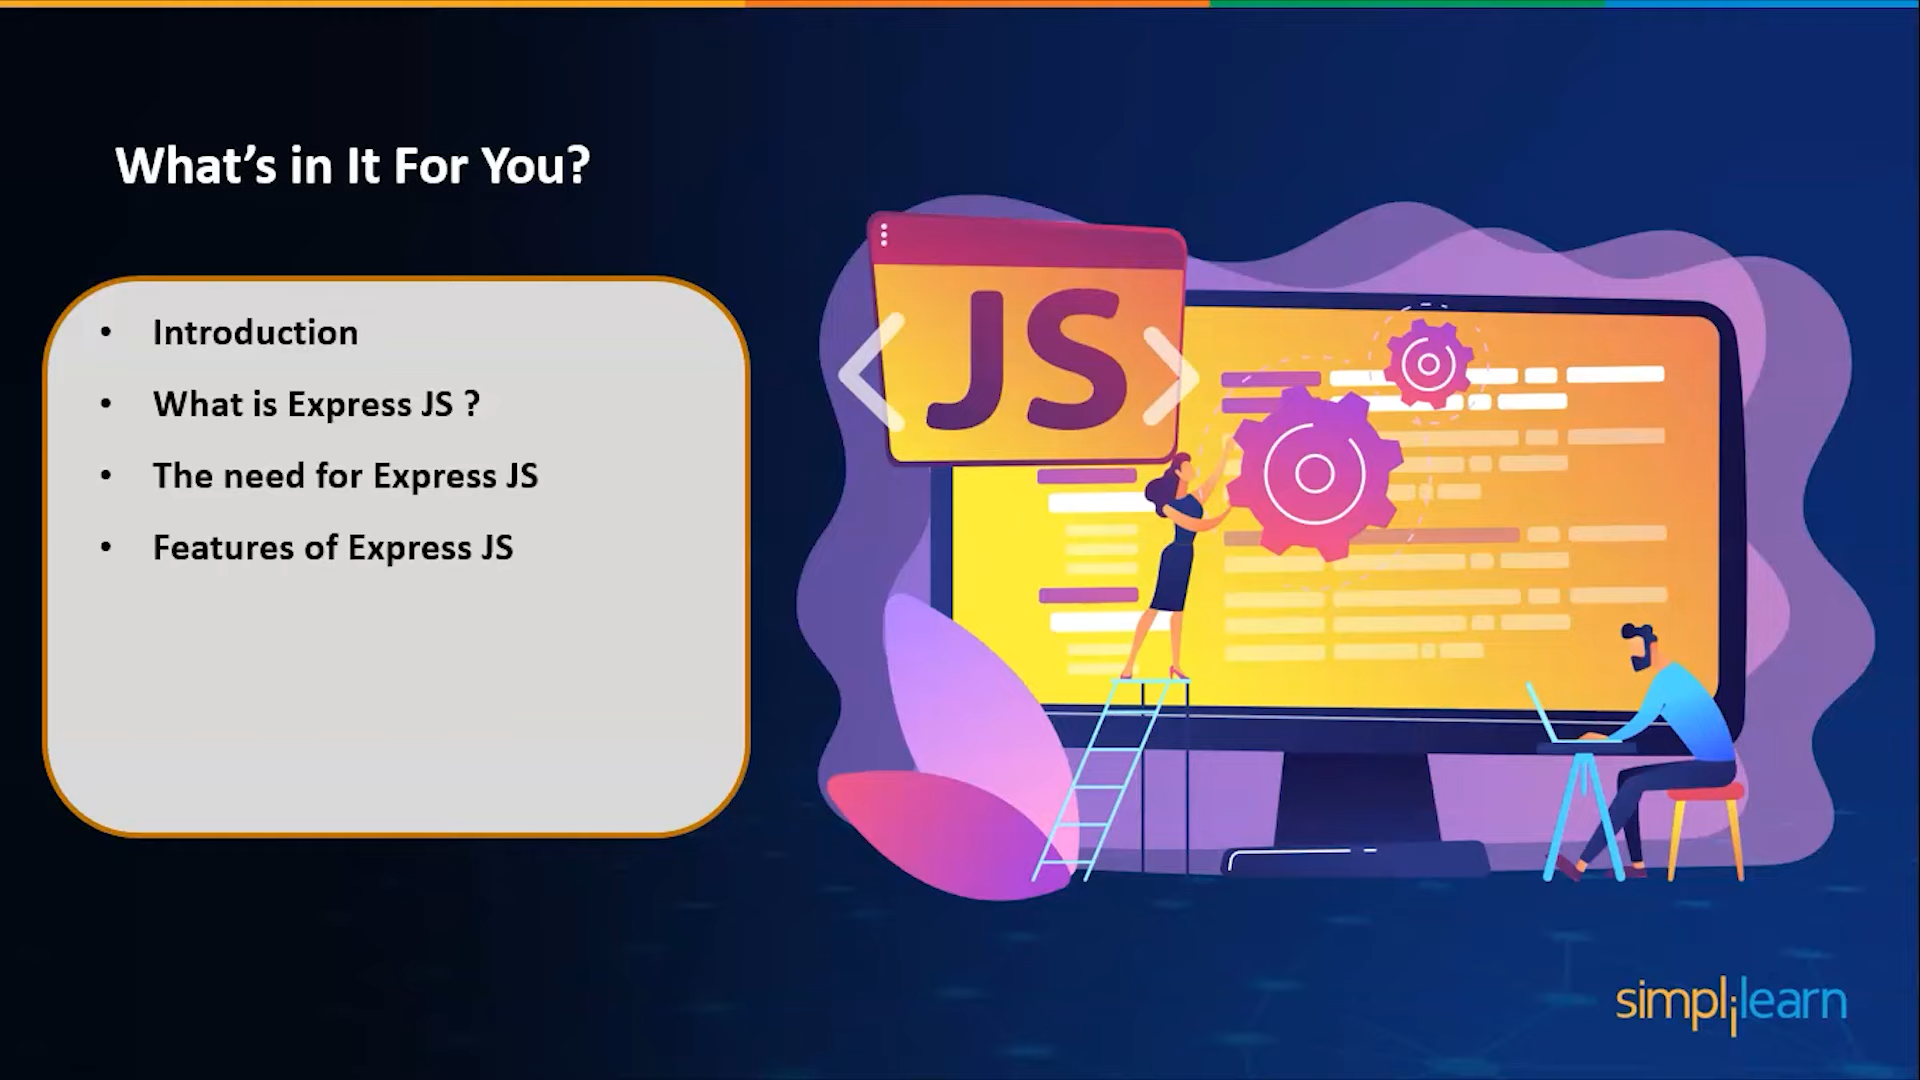 What’s in It For You?
• Introduction
• What is Express JS ?
• The need for Express JS
• Features of Express JS
JS
simplilearn